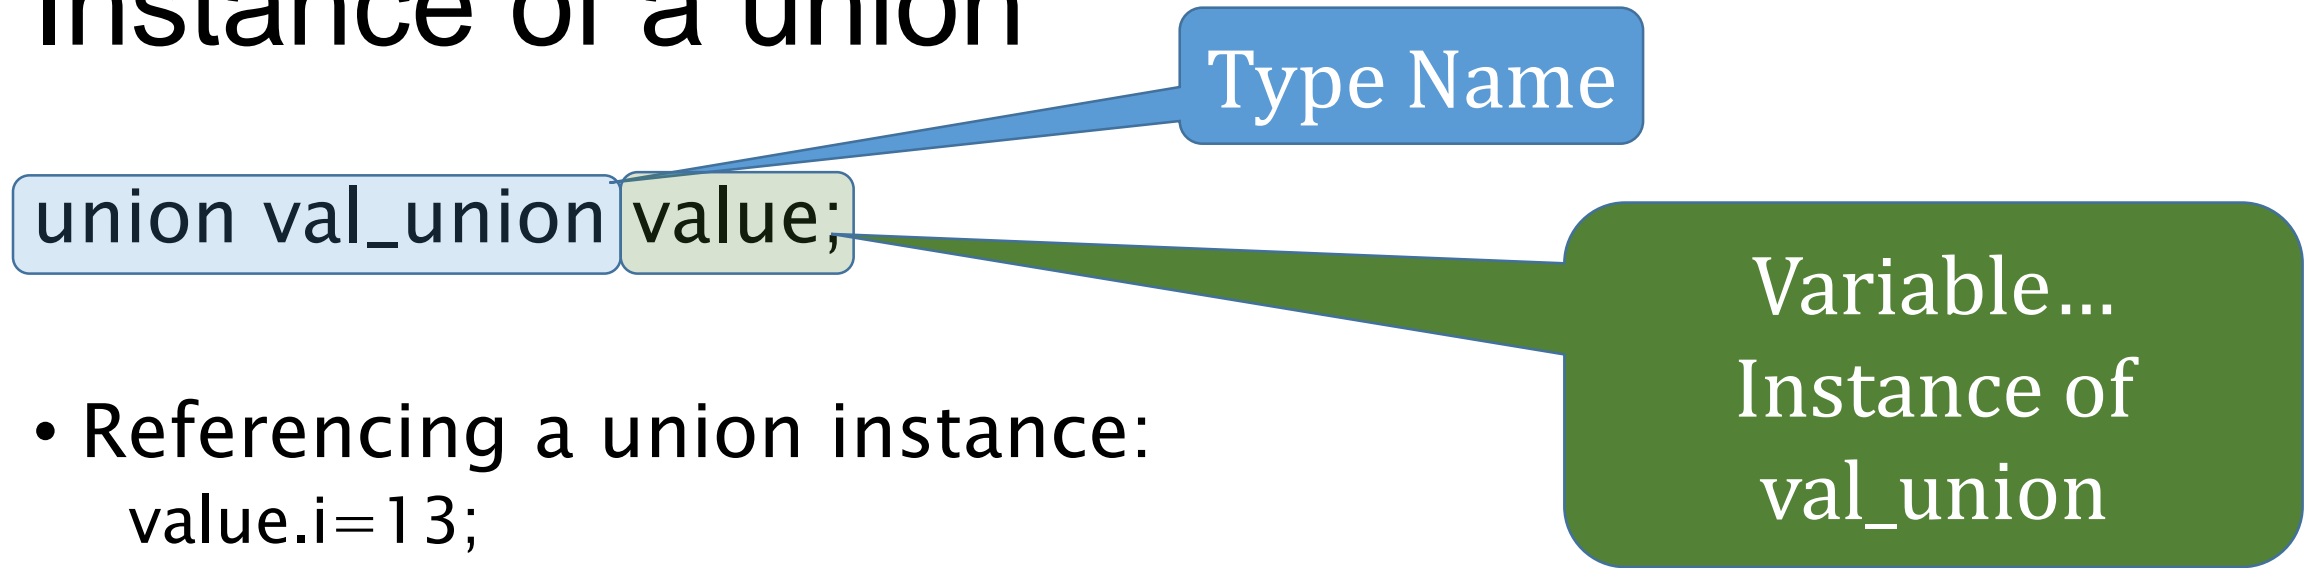 Instance of a union
Type Name
union val_union value;
Variable…
Instance of
val_union
• Referencing a union instance:
value.i=13;